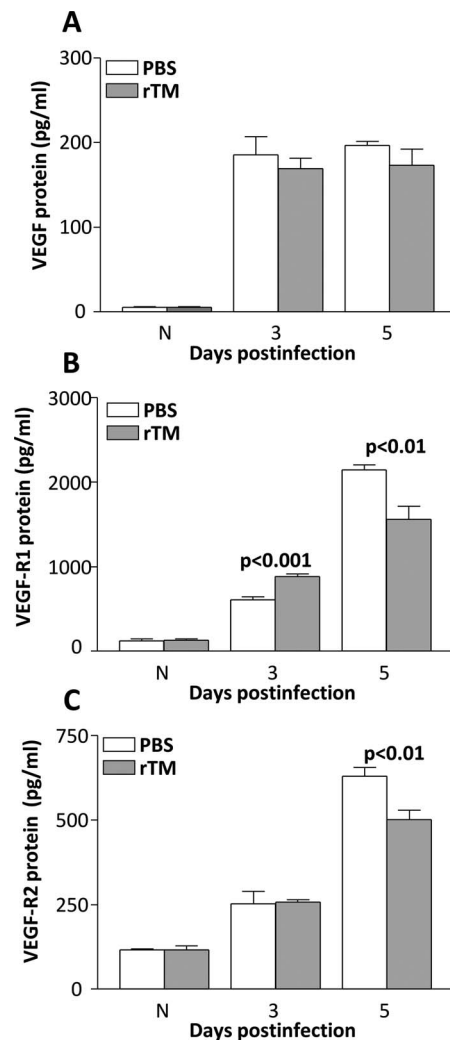 A
VEGF protein (pg/ml)
300
200
100
0
PBS
rTM
N 3 5
Days postinfection
B
VEGF-R1 protein (pg/ml)
3000
2000
1000
0
PBS
rTM
p<0.001
p<0.01
N 3 5
Days postinfection
C
VEGF-R2 protein (pg/ml)
750
500
250
0
PBS
rTM
p<0.01
N 3 5
Days postinfection